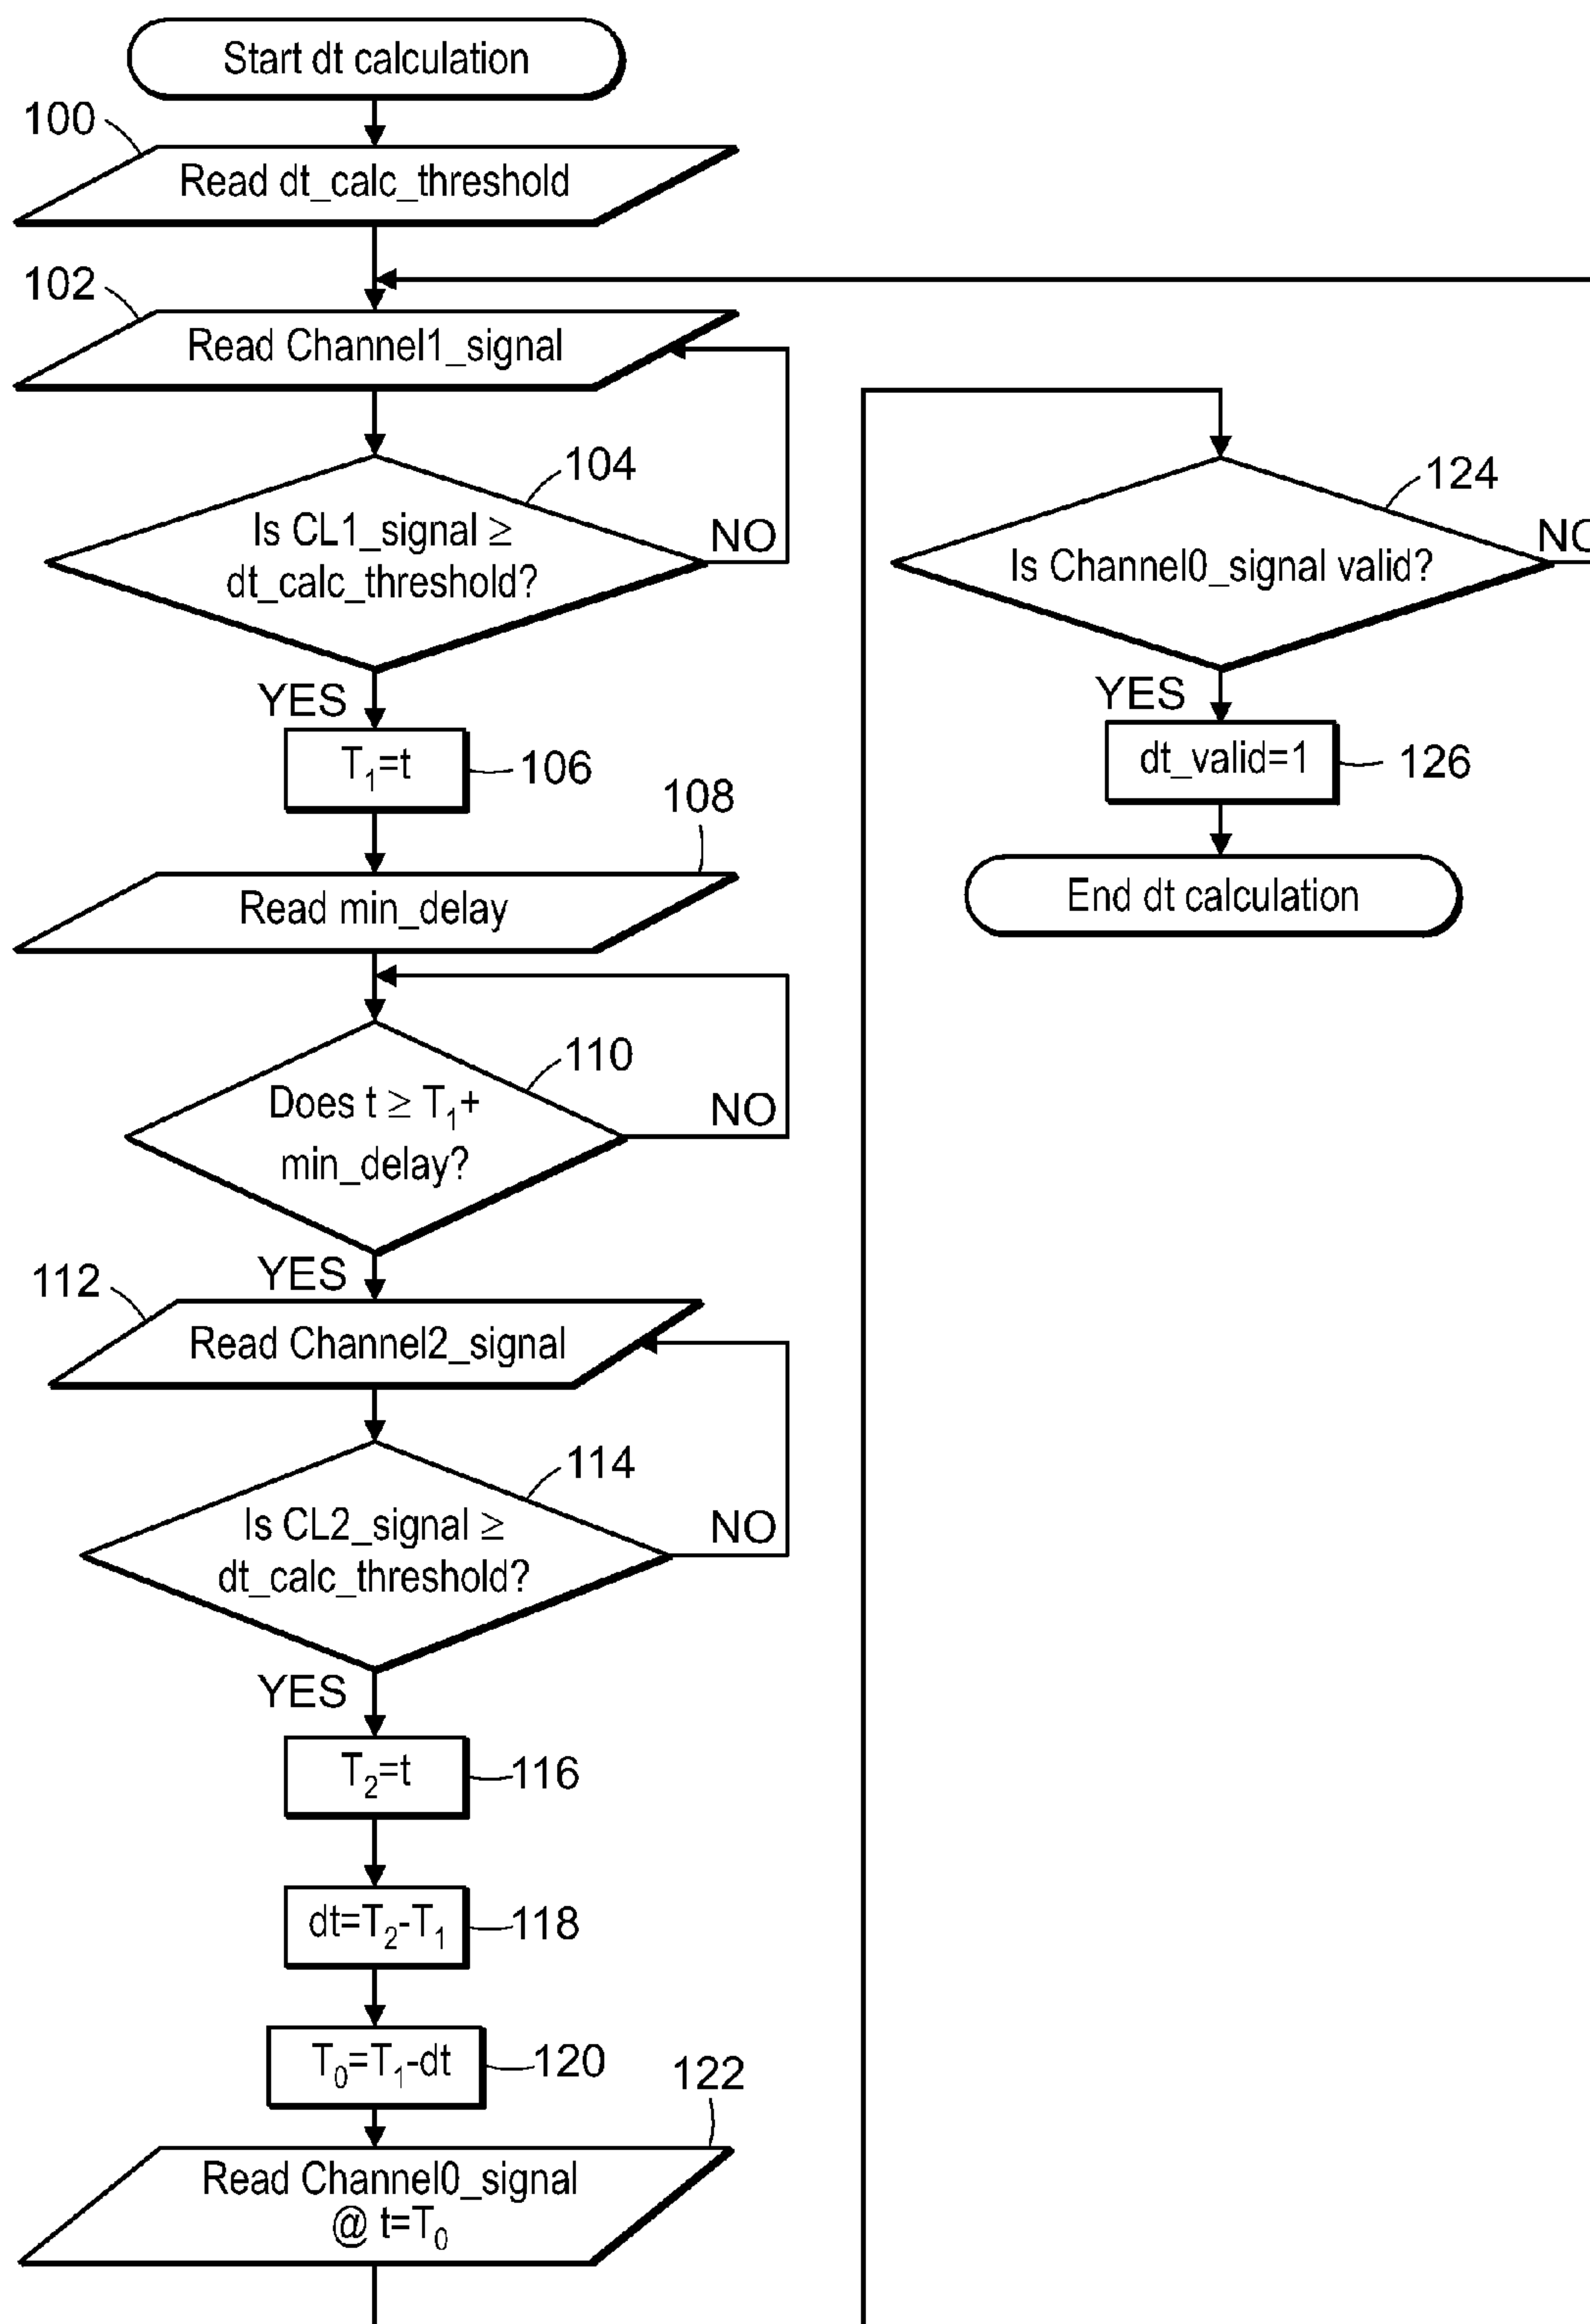 Start dt calculation
100
Read dt_calc_threshold
102
Read Channel1_signal
104
Is CL1_signal ≥
dt_calc_threshold?
NO
YES
T₁=t
106
108
Read min_delay
110
Does t ≥ T₁+
min_delay?
NO
YES
112
Read Channel2_signal
114
Is CL2_signal ≥
dt_calc_threshold?
NO
YES
T₂=t
116
dt=T₂-T₁
118
T₀=T₁-dt
120
122
Read Channel0_signal
@ t=T₀
124
Is Channel0_signal valid?
NO
YES
dt_valid=1
126
End dt calculation